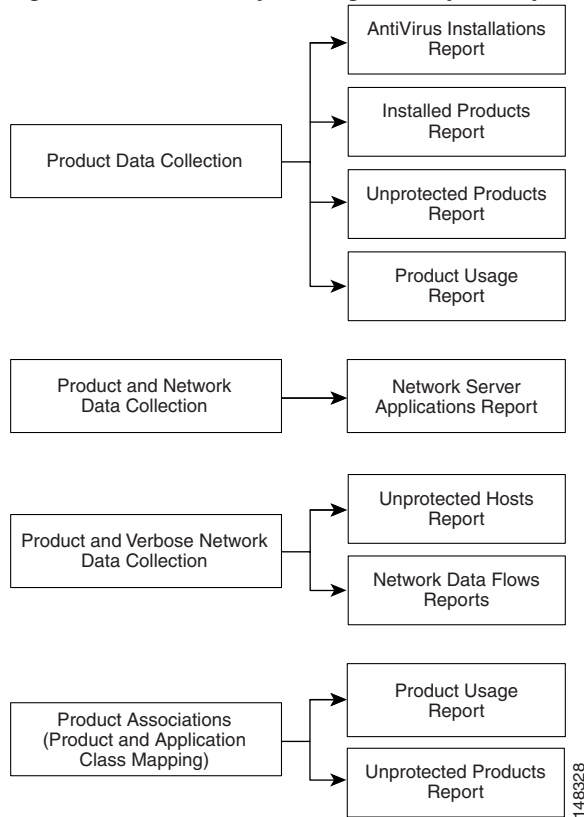 AntiVirus Installations
Report
Installed Products
Report
Product Data Collection
Unprotected Products
Report
Product Usage
Report
Product and Network
Data Collection
Network Server
Applications Report
Product and Verbose Network
Data Collection
Unprotected Hosts
Report
Network Data Flows
Reports
Product Associations
(Product and Application
Class Mapping)
Product Usage
Report
Unprotected Products
Report
148328